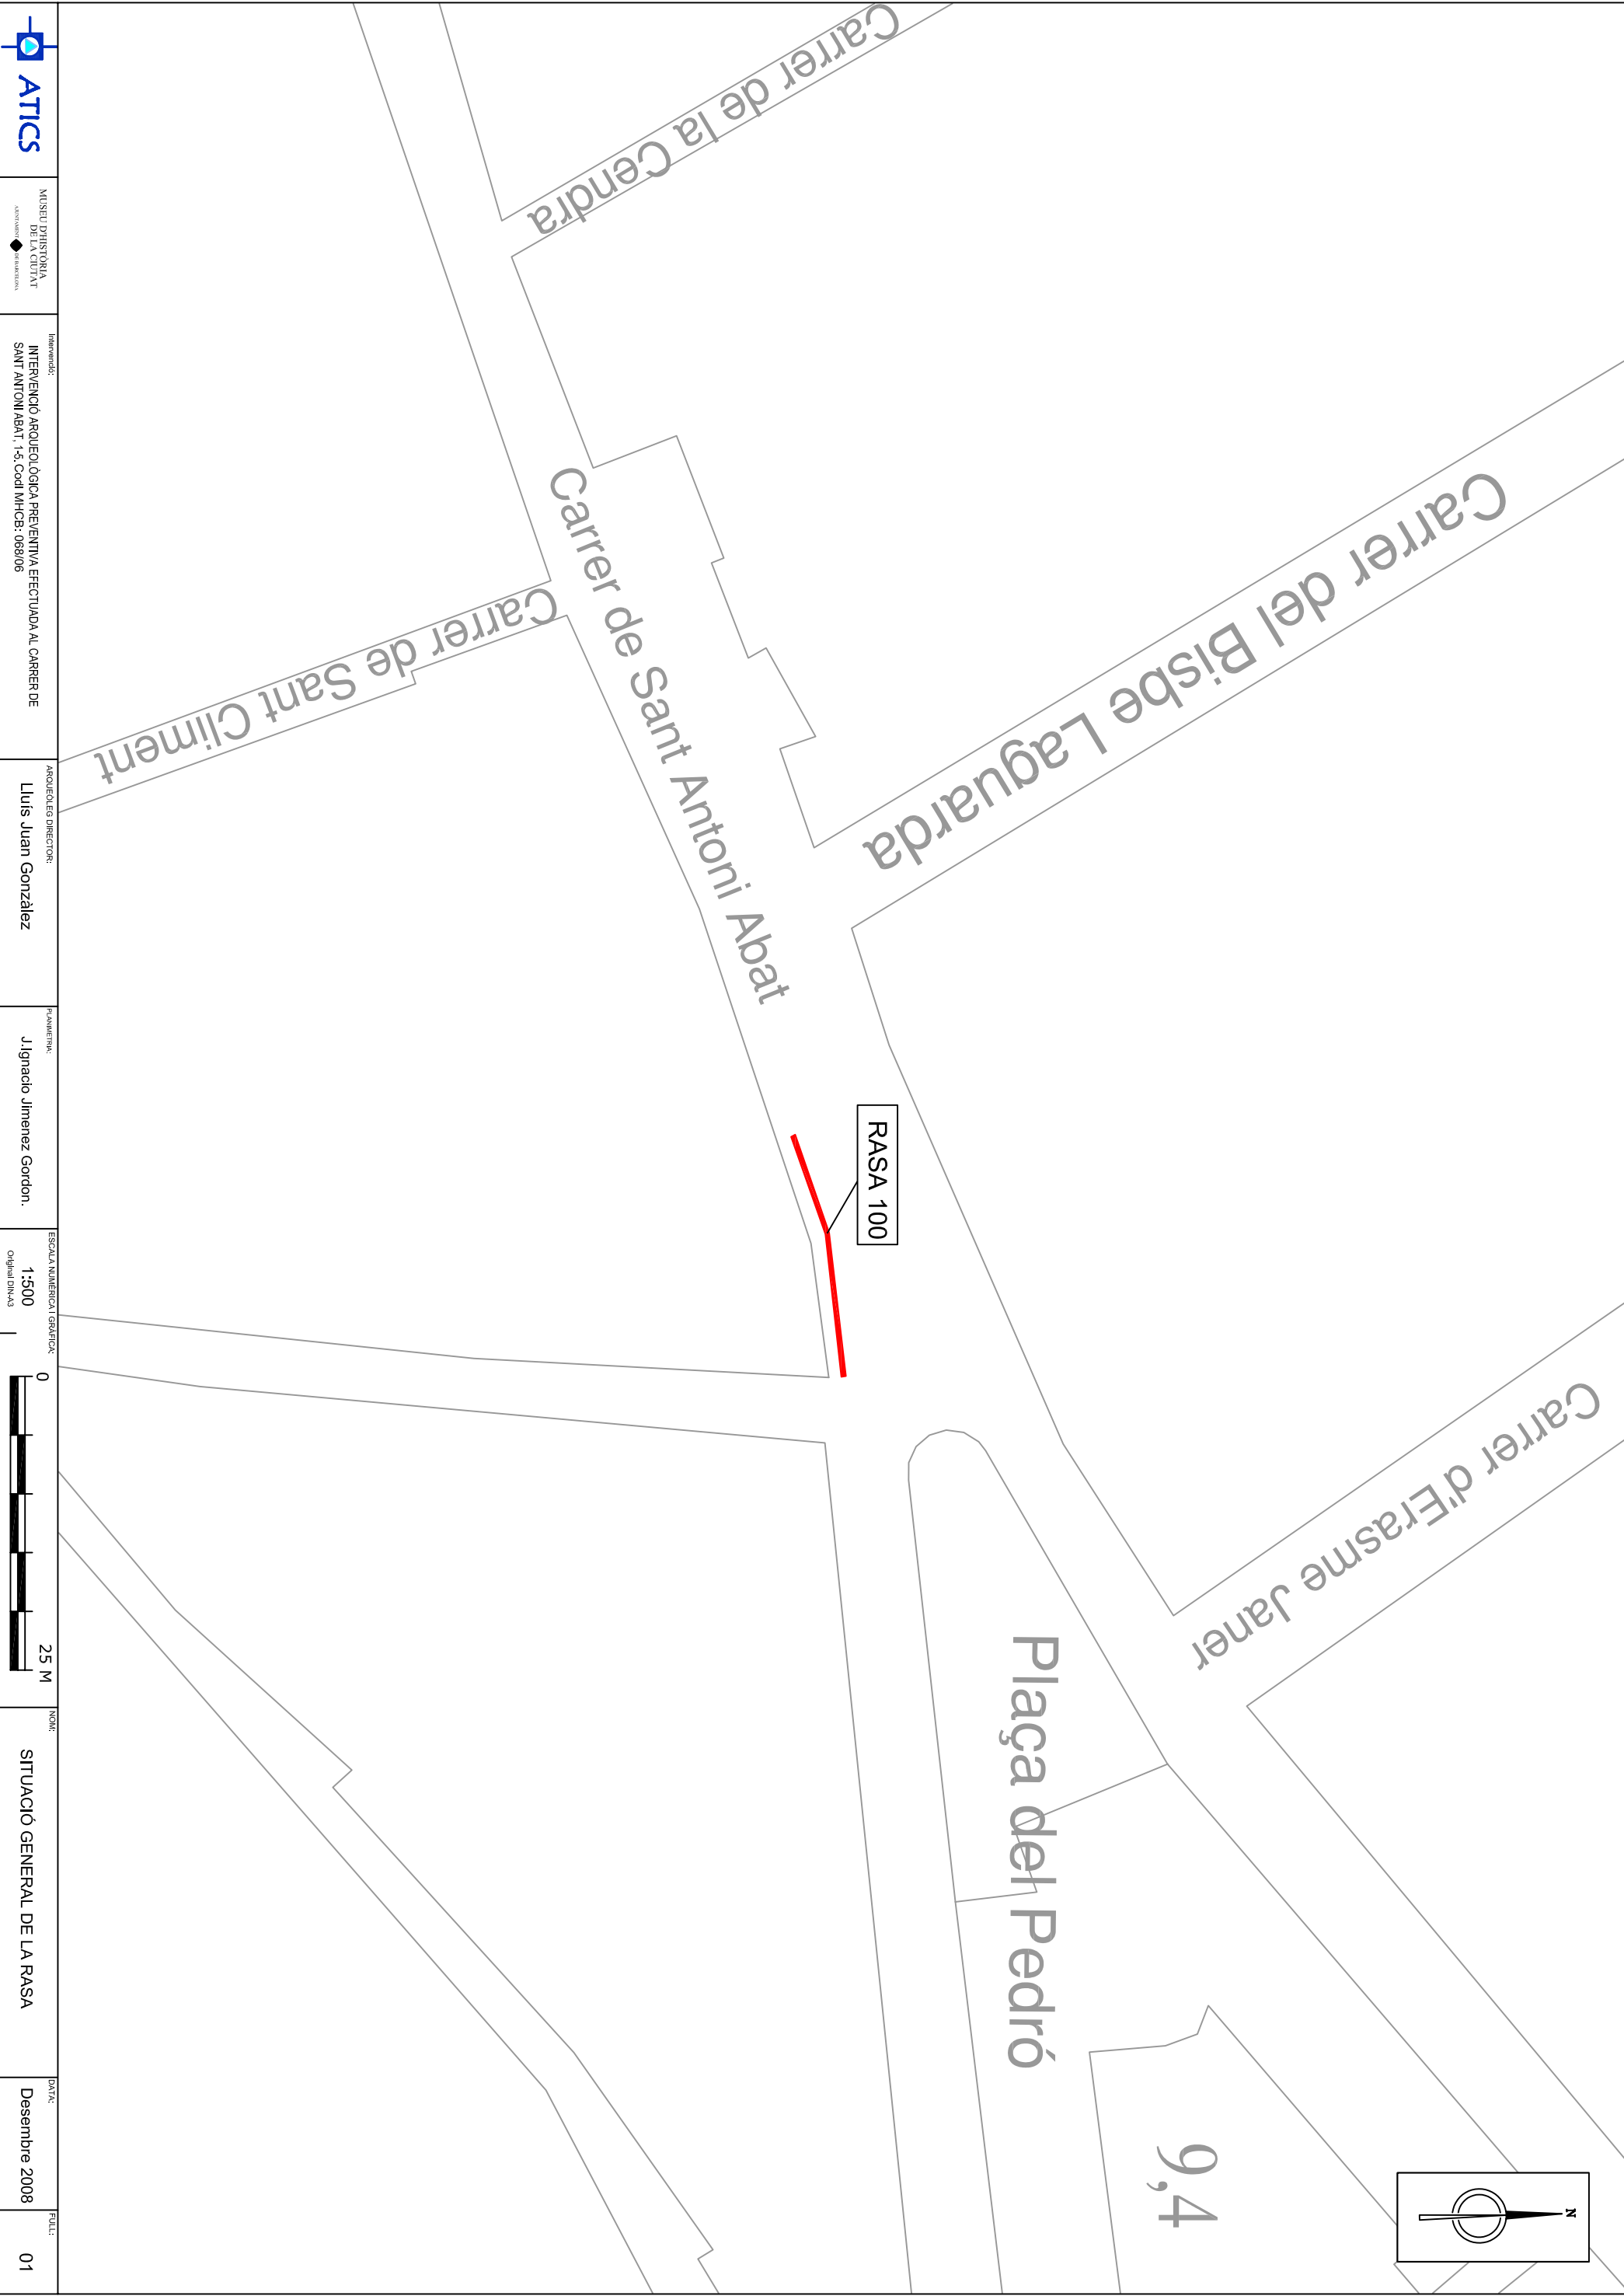 Carrer de la Cendra
Carrer del Bisbe Laguarda
Carrer de Sant Antoni Abat
Carrer de Sant Climent
RASA 100
Carrer d'Erasme Janer
Plaça del Pedró
9,4
N
ATICS
MUSEU D'HISTÒRIA
DE LA CIUTAT
AJUNTAMENT DE BARCELONA
Intervenció:
INTERVENCIÓ ARQUEOLÒGICA PREVENTIVA EFECTUADA AL CARRER DE
SANT ANTONI ABAT, 1-5. Codi MHCB: 068/06
ARQUEÒLEG DIRECTOR:
Lluís Juan Gonzàlez
PLANIMETRIA:
J.Ignacio Jimenez Gordon.
ESCALA NUMÈRICA I GRÀFICA:
1:500
Original DIN-A3
0 25 M
NOM:
SITUACIÓ GENERAL DE LA RASA
DATA:
Desembre 2008
FULL:
01